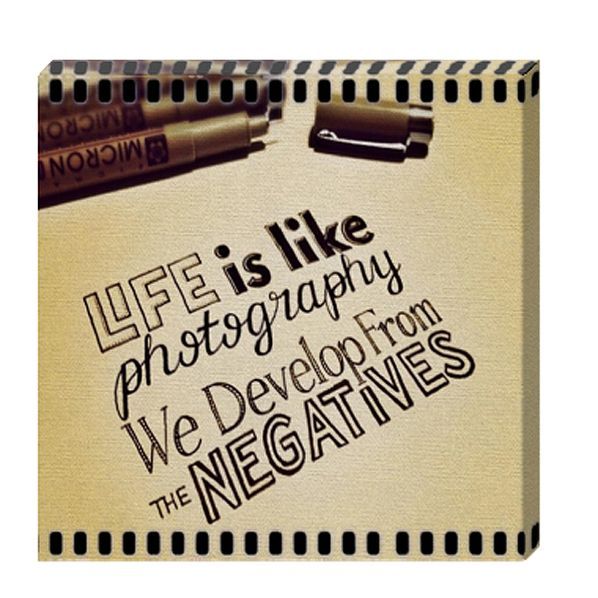 MICRON
MICRON
LIFE is like
photography
We Develop From
THE NEGATIVES